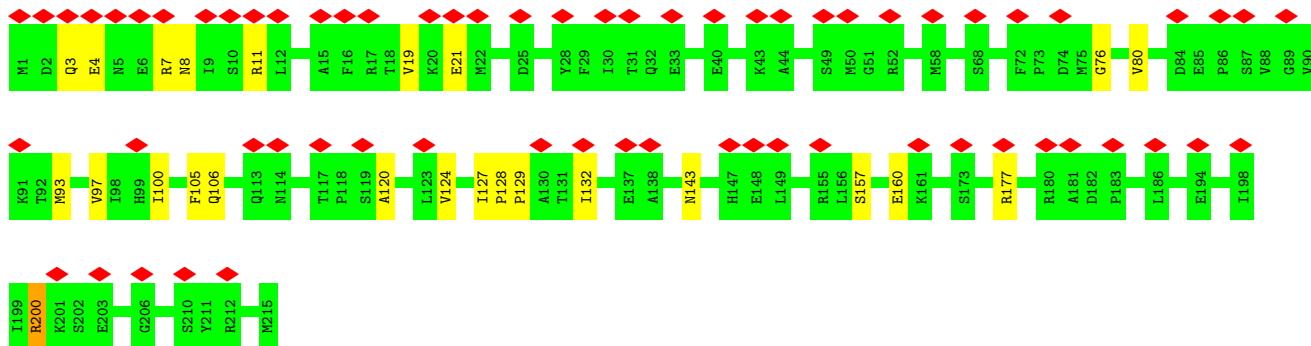 M1 D2 Q3 E4 N5 E6 R7 N8 I9 S10 R11 L12 A15 F16 R17 T18 V19 K20 E21 M22 D25 Y28 F29 I30 T31 Q32 E33 E40 K43 A44 S49 M50 G51 R52 M58 S68 F72 P73 D74 M75 G76 V80 D84 E85 P86 S87 V88 G89 V90
K91 T92 M93 V97 I98 H99 I100 F105 Q106 Q113 N114 T117 P118 S119 A120 L123 V124 I127 P128 P129 A130 T131 I132 E137 A138 N143 H147 E148 L149 R155 L156 S157 E160 K161 S173 R177 R180 A181 D182 P183 L186 E194 I198
I199 R200 K201 S202 E203 G206 S210 Y211 R212 M215